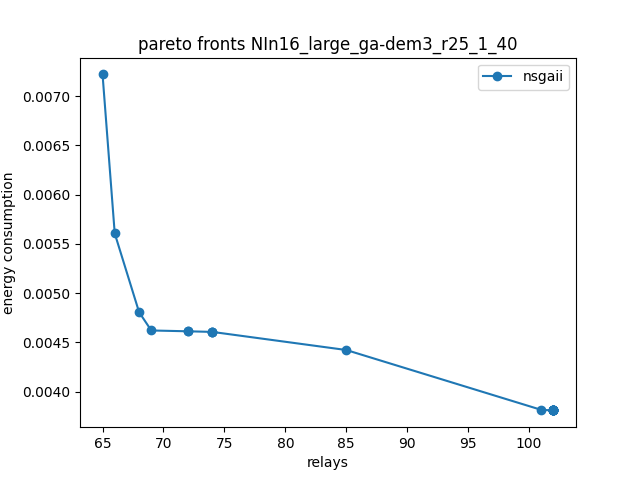 pareto fronts NIn16_large_ga-dem3_r25_1_40
nsgaii
0.0070
0.0065
0.0060
0.0055
0.0050
0.0045
0.0040
energy consumption
65 70 75 80 85 90 95 100
relays